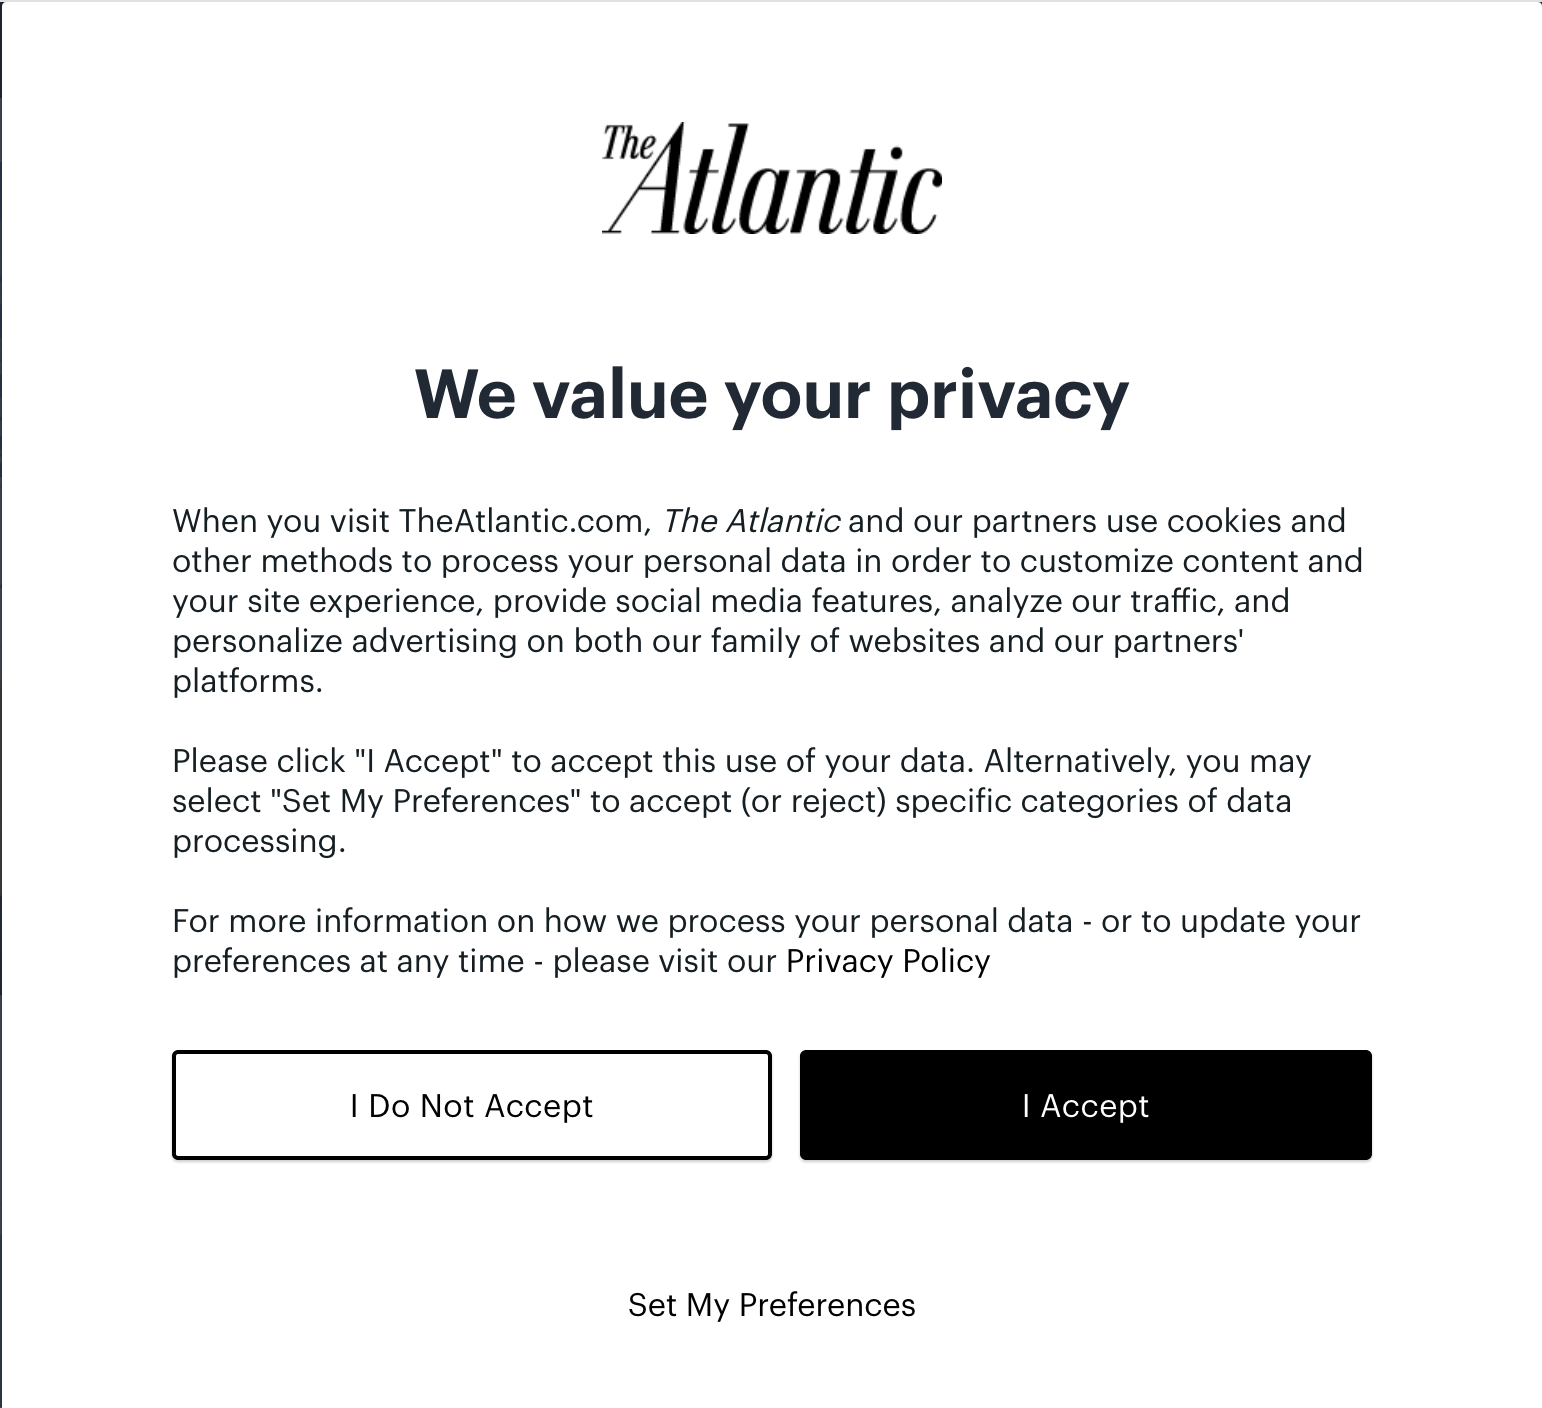 The Atlantic
We value your privacy
When you visit TheAtlantic.com, The Atlantic and our partners use cookies and
other methods to process your personal data in order to customize content and
your site experience, provide social media features, analyze our traffic, and
personalize advertising on both our family of websites and our partners'
platforms.
Please click "I Accept" to accept this use of your data. Alternatively, you may
select "Set My Preferences" to accept (or reject) specific categories of data
processing.
For more information on how we process your personal data - or to update your
preferences at any time - please visit our Privacy Policy
I Do Not Accept
I Accept
Set My Preferences